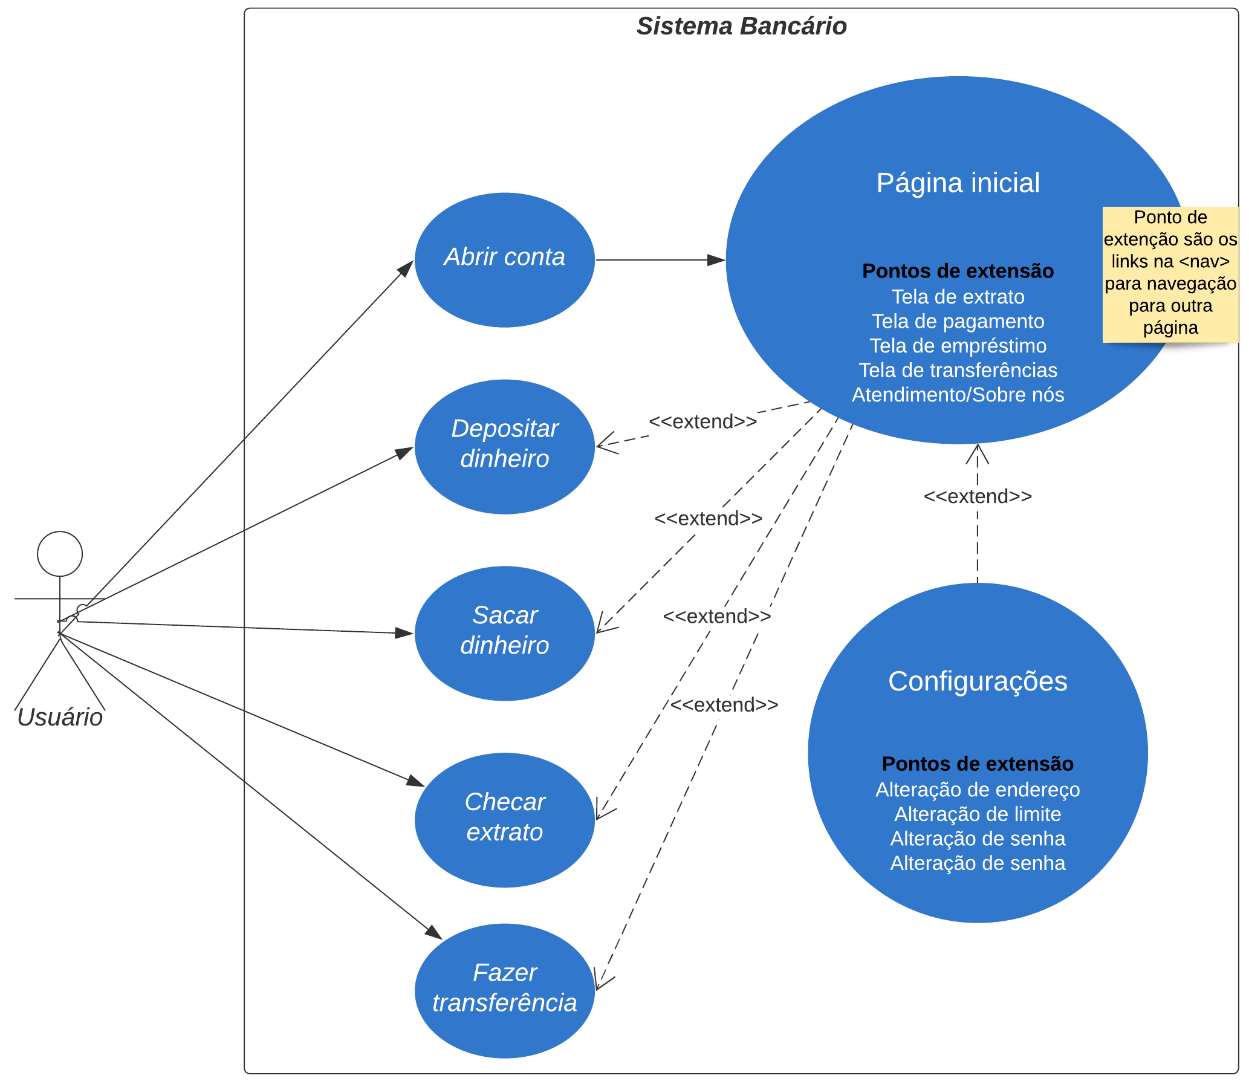 Sistema Bancário
Página inicial
Pontos de extensão
Tela de extrato
Tela de pagamento
Tela de empréstimo
Tela de transferências
Atendimento/Sobre nós
Ponto de
extenção são os
links na <nav>
para navegação
para outra
página
Abrir conta
Depositar
dinheiro
<<extend>>
<<extend>>
<<extend>>
Sacar
dinheiro
<<extend>>
<<extend>>
Usuário
Configurações
Pontos de extensão
Alteração de endereço
Alteração de limite
Alteração de senha
Alteração de senha
Checar
extrato
Fazer
transferência